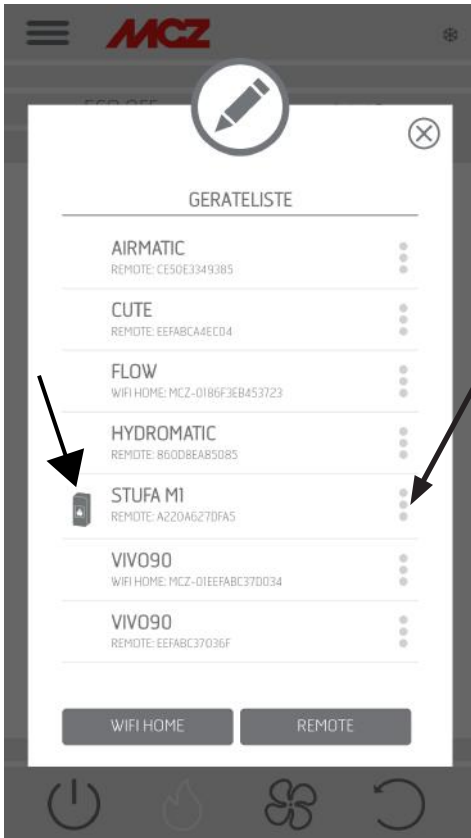 MCZ
GERATELISTE
AIRMATIC
REMOTE: CE50E3349385
CUTE
REMOTE: EEFABCA4EC04
FLOW
WIFI HOME: MCZ-0186F3EB453723
HYDROMATIC
REMOTE: 860D8EA85085
STUFA M1
REMOTE: A220A627DFA5
VIVO90
WIFI HOME: MCZ-01EEFABC37D034
VIVO90
REMOTE: EEFABC37036F
WIFI HOME
REMOTE